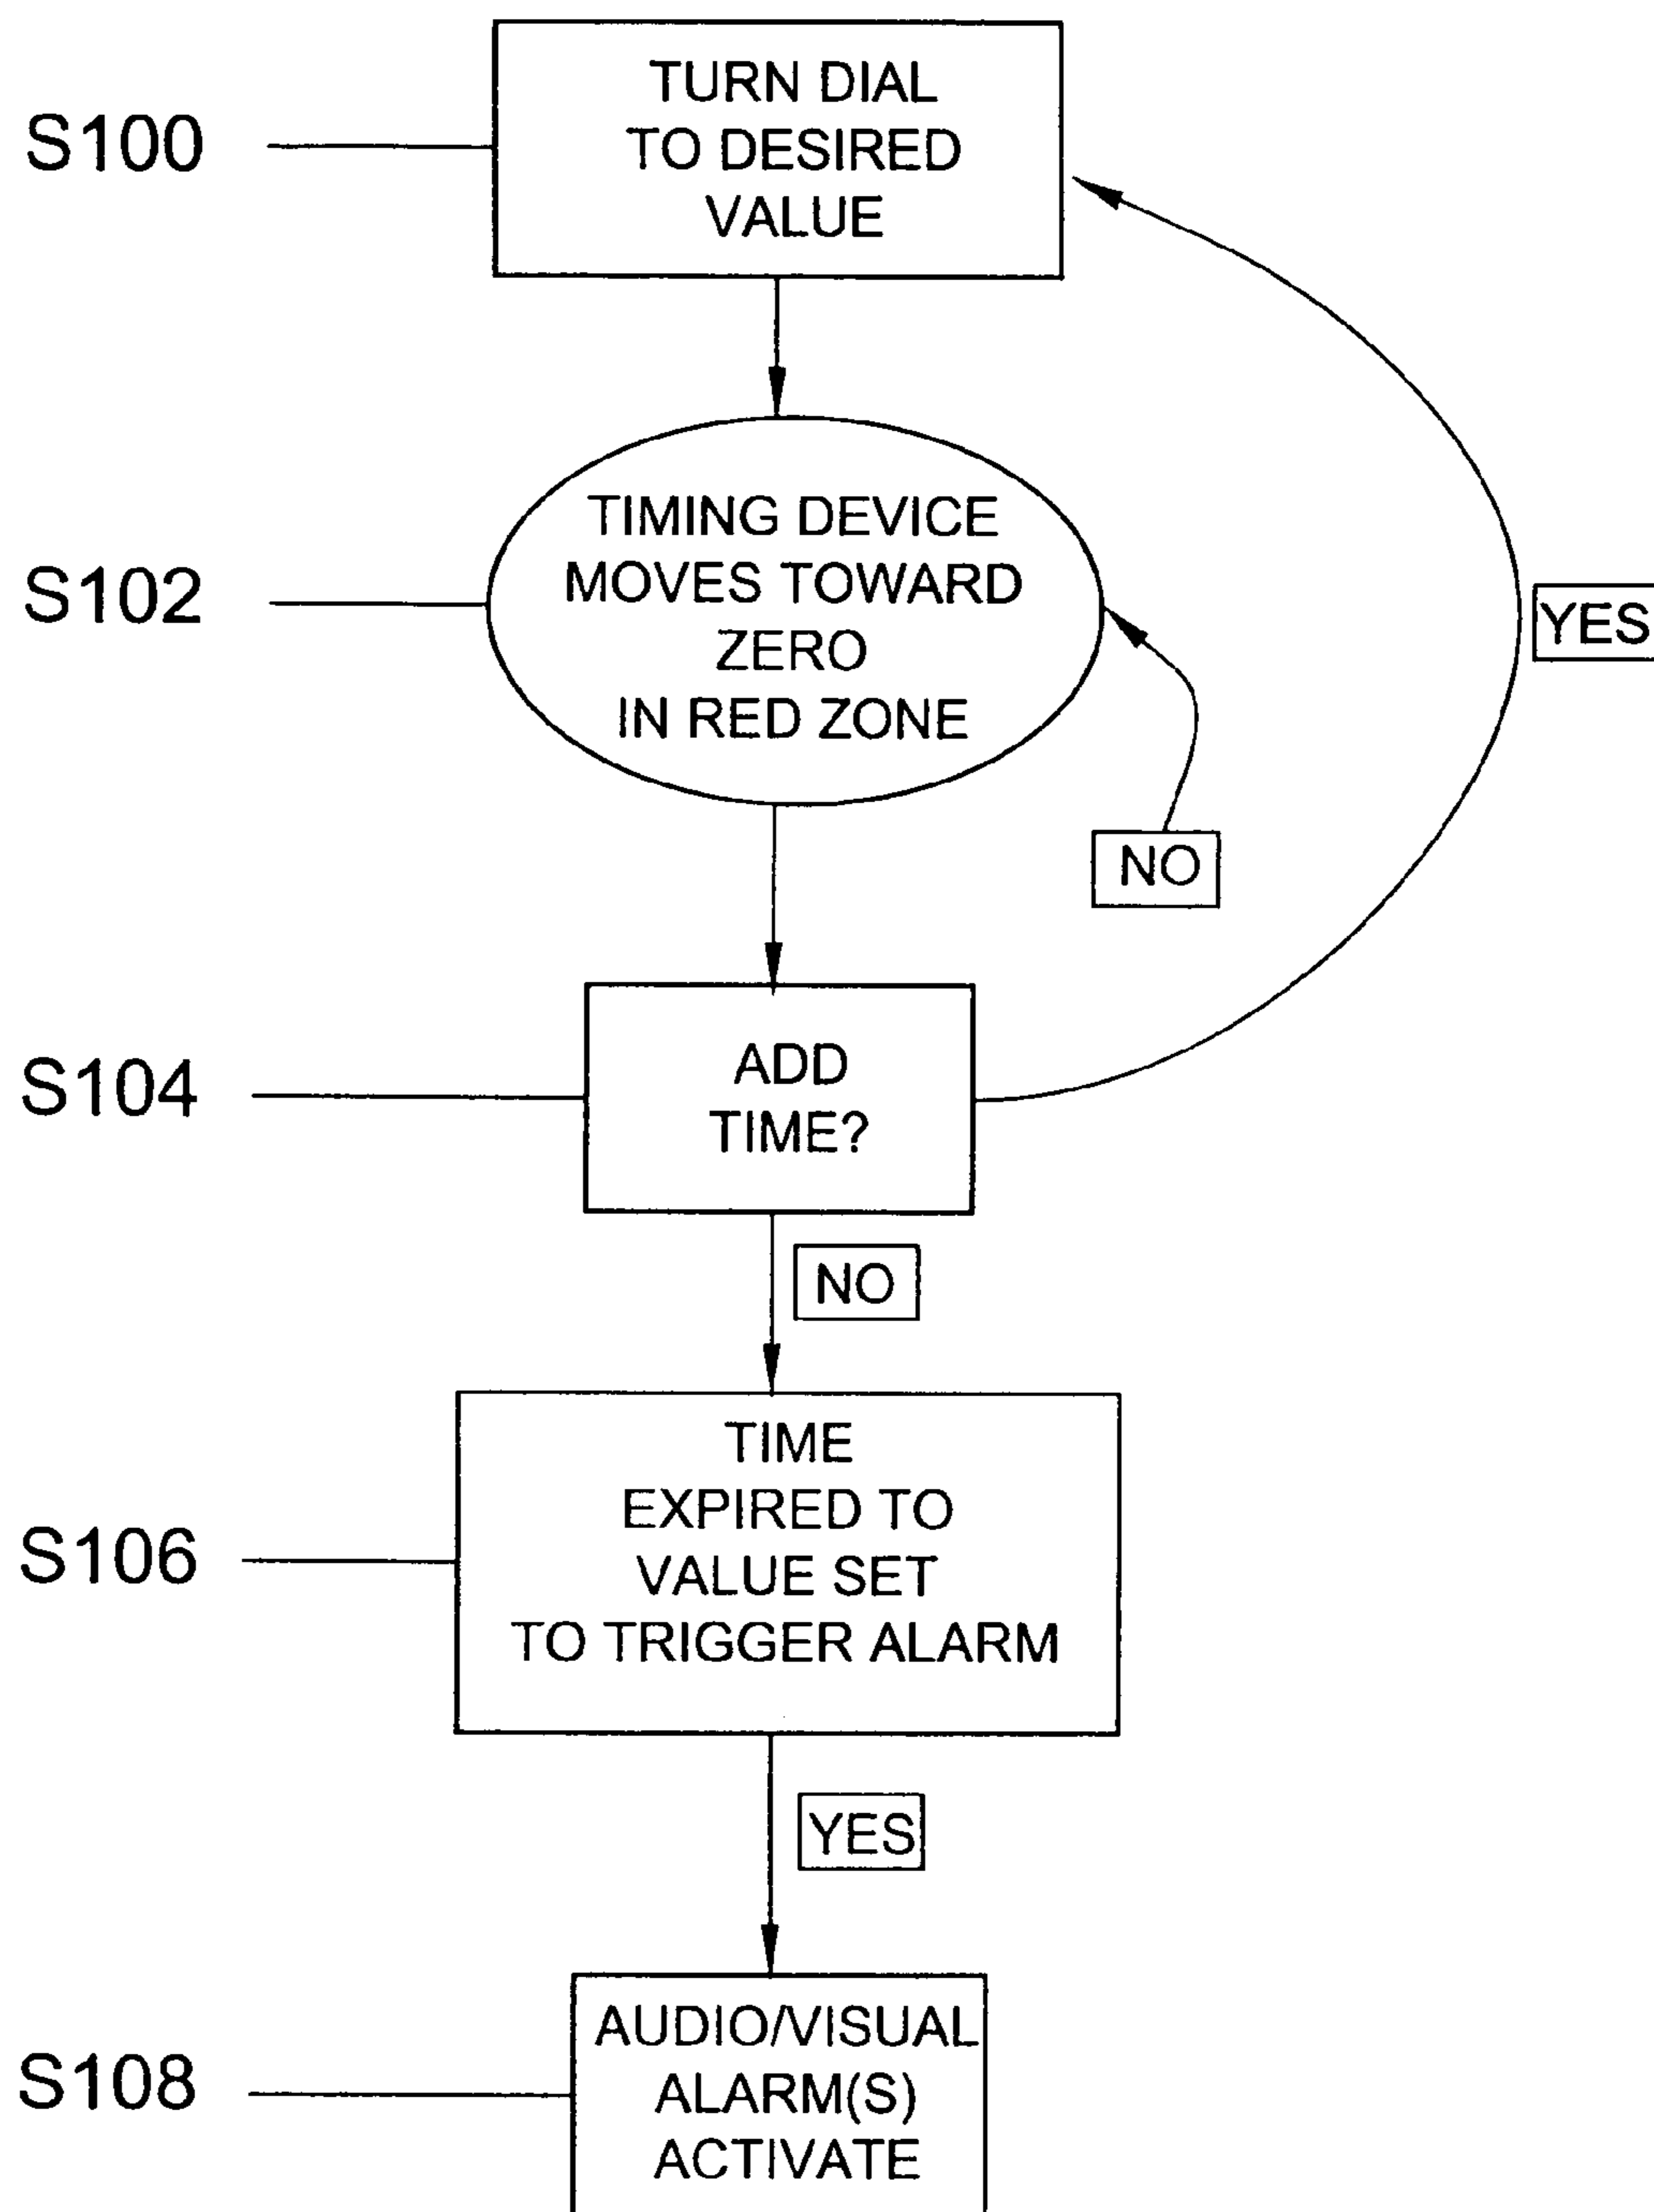 S100
TURN DIAL
TO DESIRED
VALUE
S102
TIMING DEVICE
MOVES TOWARD
ZERO
IN RED ZONE
YES
NO
S104
ADD
TIME?
NO
S106
TIME
EXPIRED TO
VALUE SET
TO TRIGGER ALARM
YES
S108
AUDIO/VISUAL
ALARM(S)
ACTIVATE